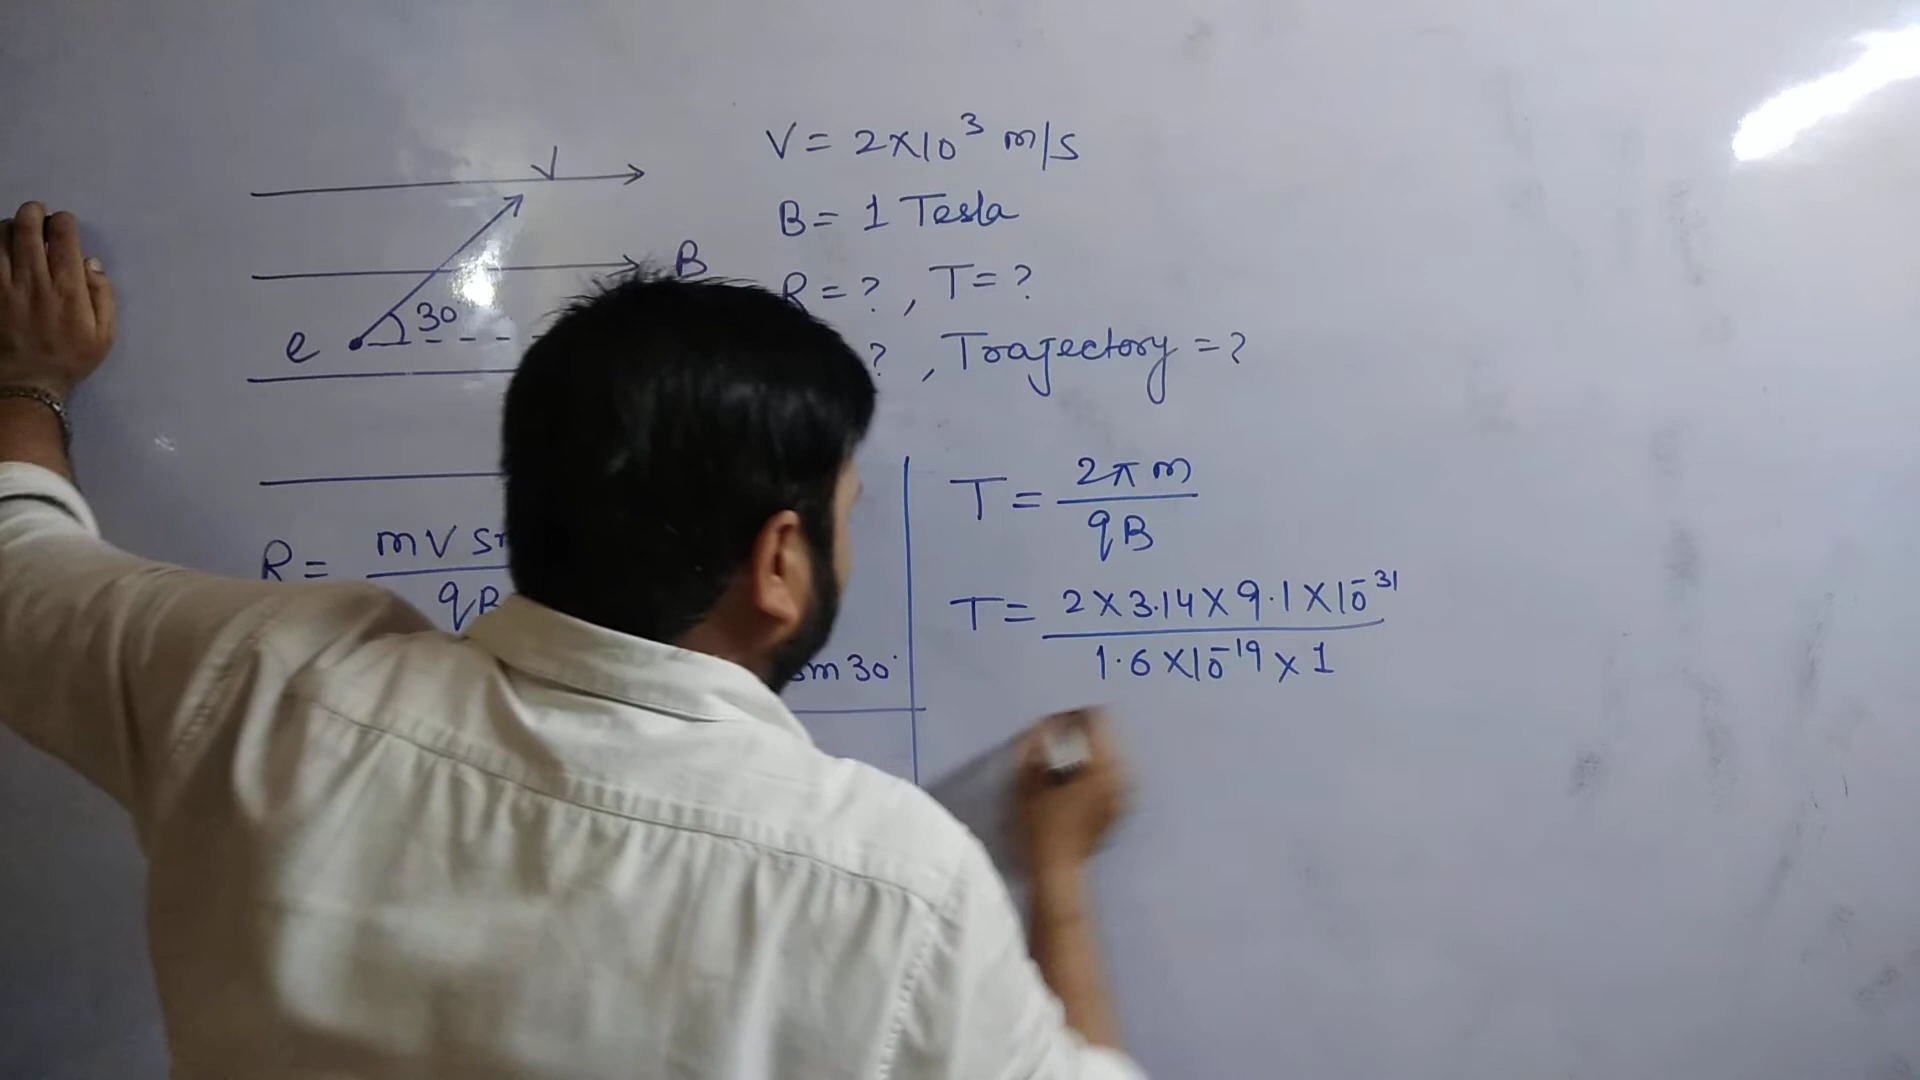 V
B
e
30
V = 2×10³ m/s
B = 1 Tesla
R = ? , T = ?
? , Trajectory = ?
R = mV
qB
sin 30°
T = 2πm
qB
T = 2 × 3.14 × 9.1 × 10⁻³¹
1.6 × 10⁻¹⁹ × 1